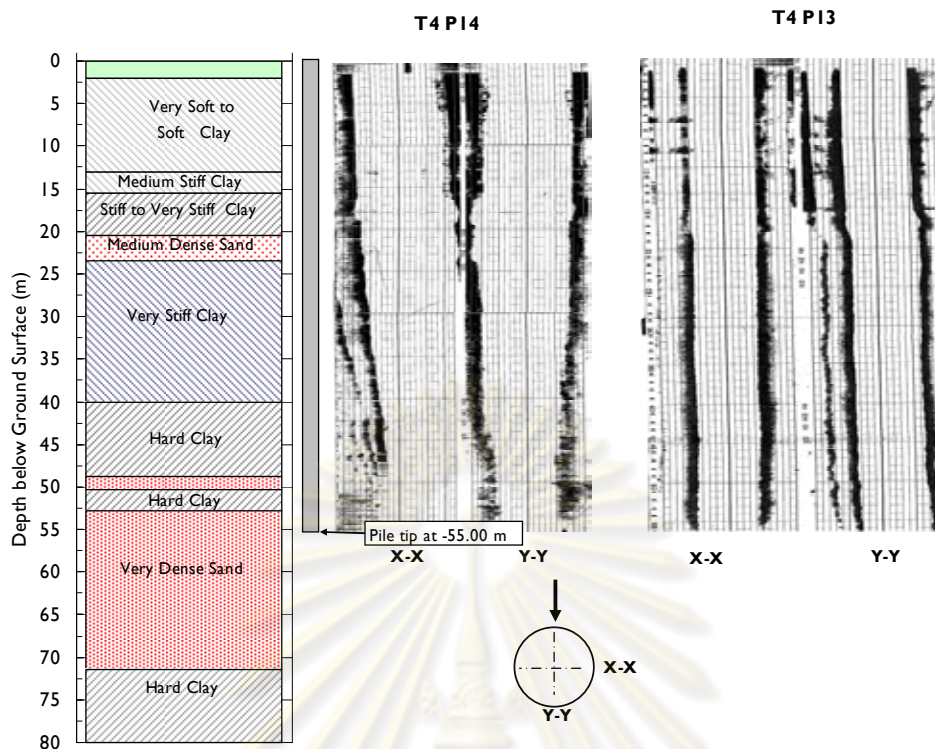 T4 P14
T4 P13
Depth below Ground Surface (m)
0
5
10
15
20
25
30
35
40
45
50
55
60
65
70
75
80
Very Soft to
Soft Clay
Medium Stiff Clay
Stiff to Very Stiff Clay
Medium Dense Sand
Very Stiff Clay
Hard Clay
Hard Clay
Very Dense Sand
Hard Clay
Pile tip at -55.00 m
X-X
Y-Y
X-X
Y-Y
X-X
Y-Y